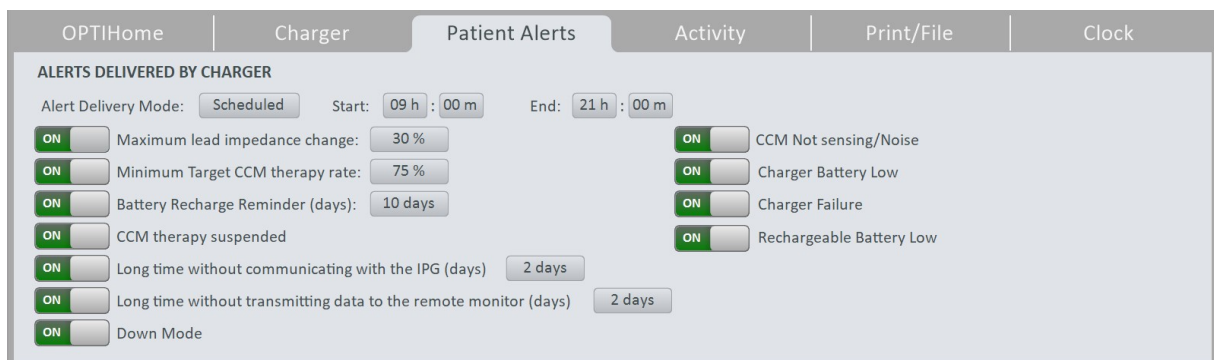 OPTIHome Charger Patient Alerts Activity Print/File Clock
ALERTS DELIVERED BY CHARGER
Alert Delivery Mode: Scheduled Start: 09 h : 00 m End: 21 h : 00 m
ON Maximum lead impedance change: 30 % ON CCM Not sensing/Noise
ON Minimum Target CCM therapy rate: 75 % ON Charger Battery Low
ON Battery Recharge Reminder (days): 10 days ON Charger Failure
ON CCM therapy suspended ON Rechargeable Battery Low
ON Long time without communicating with the IPG (days) 2 days
ON Long time without transmitting data to the remote monitor (days) 2 days
ON Down Mode